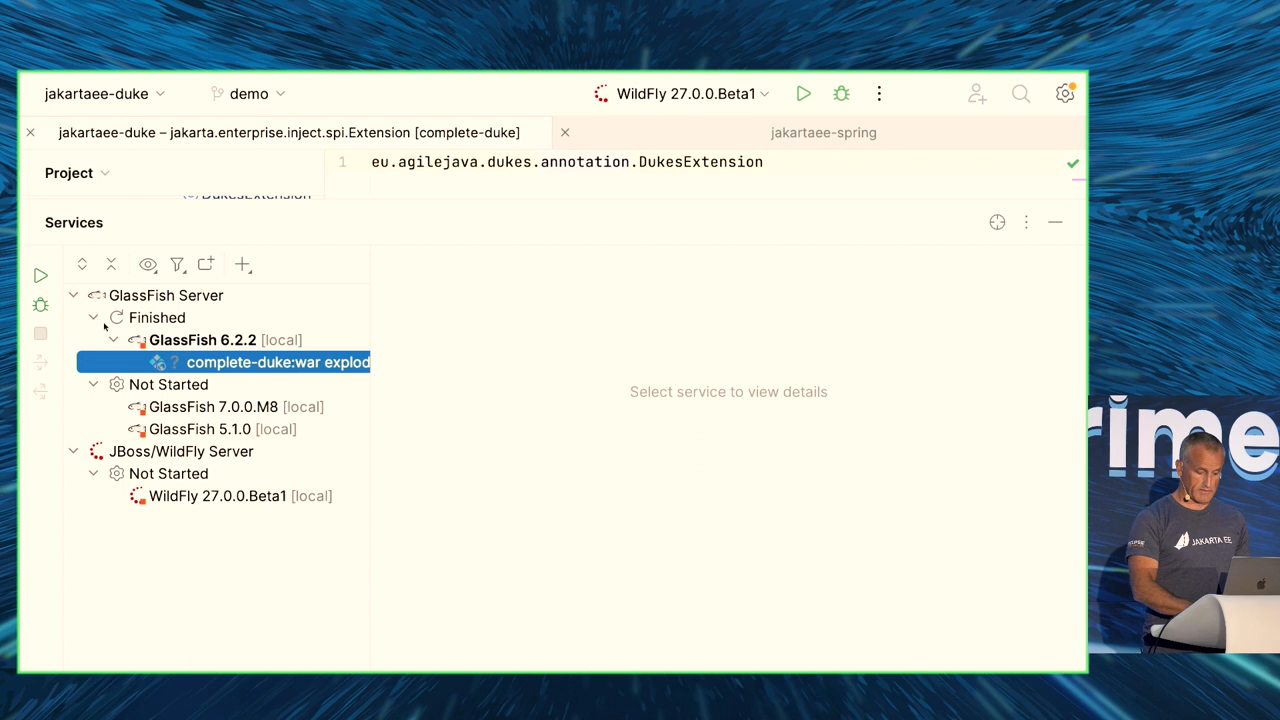 jakartaee-duke
demo
WildFly 27.0.0.Beta1
jakartaee-duke – jakarta.enterprise.inject.spi.Extension [complete-duke]
jakartaee-spring
Project
1 eu.agilejava.dukes.annotation.DukesExtension
DukesExtension
Services
GlassFish Server
Finished
GlassFish 6.2.2 [local]
? complete-duke:war explod
Not Started
GlassFish 7.0.0.M8 [local]
GlassFish 5.1.0 [local]
JBoss/WildFly Server
Not Started
WildFly 27.0.0.Beta1 [local]
Select service to view details
rime
JAKARTA EE